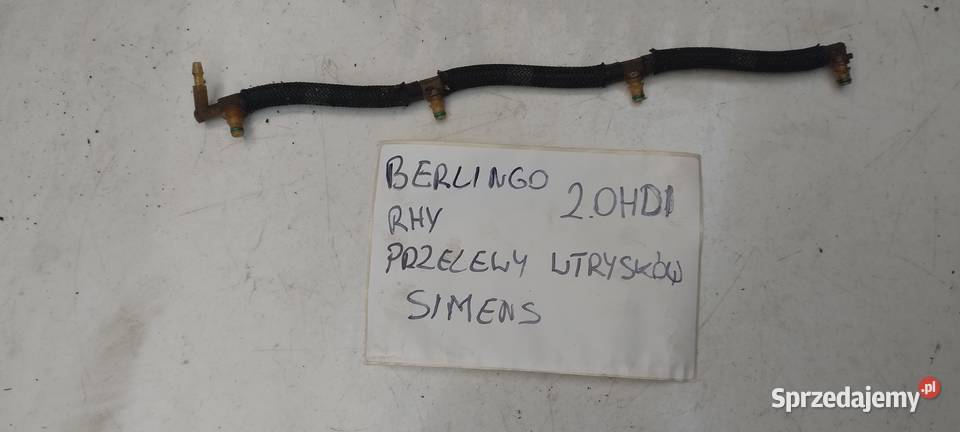 BERLINGO 2.0HDI
RHY
PRZELEWY WTRYSKÓW
SIMENS
Sprzedajemy.pl